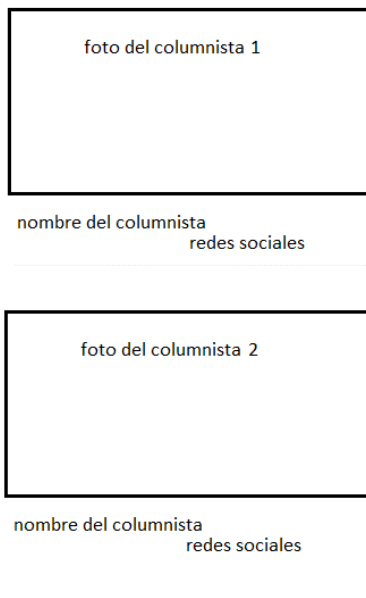 foto del columnista 1
nombre del columnista
redes sociales
foto del columnista 2
nombre del columnista
redes sociales